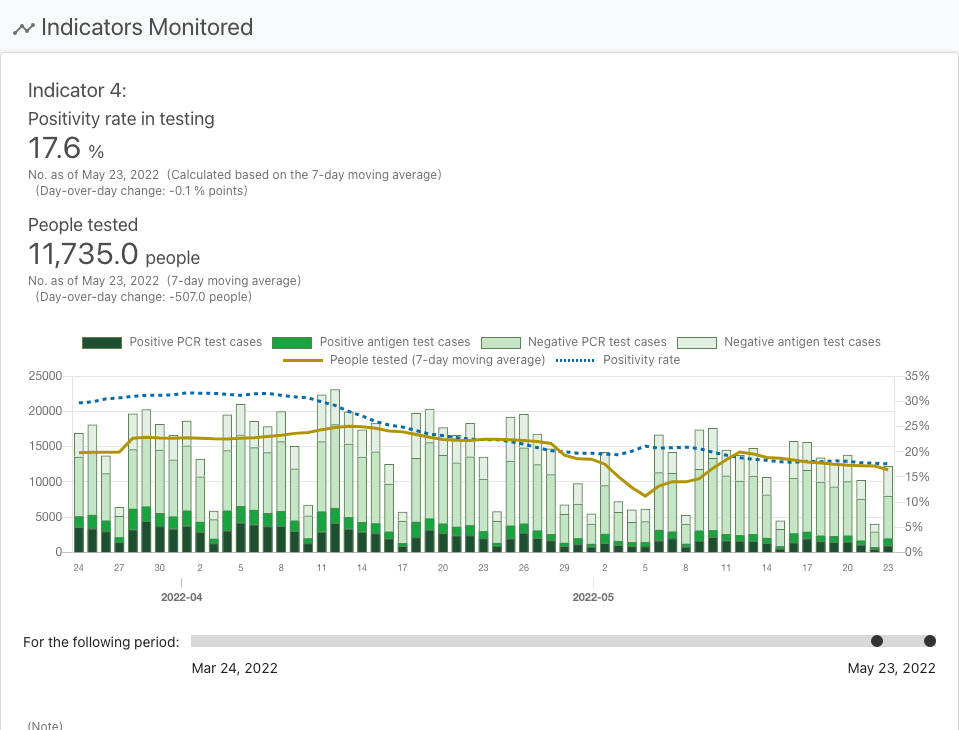 Indicators Monitored
Indicator 4:
Positivity rate in testing
17.6 %
No. as of May 23, 2022 (Calculated based on the 7-day moving average)
(Day-over-day change: -0.1 % points)
People tested
11,735.0 people
No. as of May 23, 2022 (7-day moving average)
(Day-over-day change: -507.0 people)
Positive PCR test cases Positive antigen test cases Negative PCR test cases Negative antigen test cases
People tested (7-day moving average) Positivity rate
25000 35%
20000 30%
25%
15000 20%
10000 15%
10%
5000 5%
0 0%
24 27 30 2 5 8 11 14 17 20 23 26 29 2 5 8 11 14 17 20 23
2022-04 2022-05
For the following period:
Mar 24, 2022 May 23, 2022
(Note)